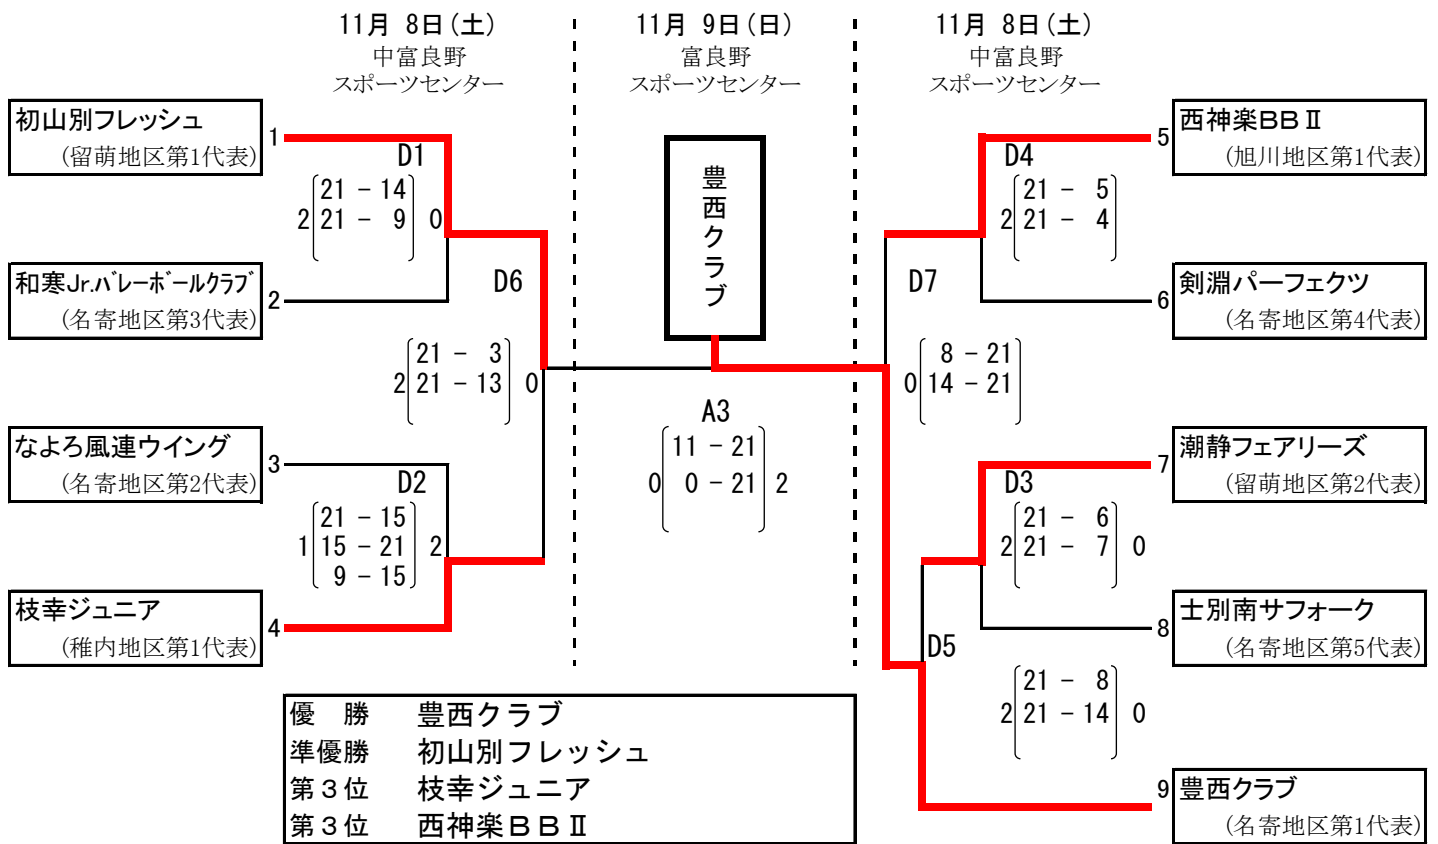 11月 8日(土)
中富良野
スポーツセンター
11月 9日(日)
富良野
スポーツセンター
11月 8日(土)
中富良野
スポーツセンター
初山別フレッシュ
(留萌地区第1代表)
1
D1
21 - 14
2 21 - 9 0
和寒Jr.バレーボールクラブ
(名寄地区第3代表)
2
D6
21 - 3
2 21 - 13 0
なよろ風連ウイング
(名寄地区第2代表)
3
D2
21 - 15
1 15 - 21 2
9 - 15
枝幸ジュニア
(稚内地区第1代表)
4
豊西クラブ
A3
11 - 21
0 0 - 21 2
5
西神楽BBⅡ
(旭川地区第1代表)
D4
21 - 5
2 21 - 4
6
剣淵パーフェクツ
(名寄地区第4代表)
D7
8 - 21
0 14 - 21
7
潮静フェアリーズ
(留萌地区第2代表)
D3
21 - 6
2 21 - 7 0
8
士別南サフォーク
(名寄地区第5代表)
D5
21 - 8
2 21 - 14 0
9
豊西クラブ
(名寄地区第1代表)
優 勝 豊西クラブ
準優勝 初山別フレッシュ
第3位 枝幸ジュニア
第3位 西神楽BBⅡ